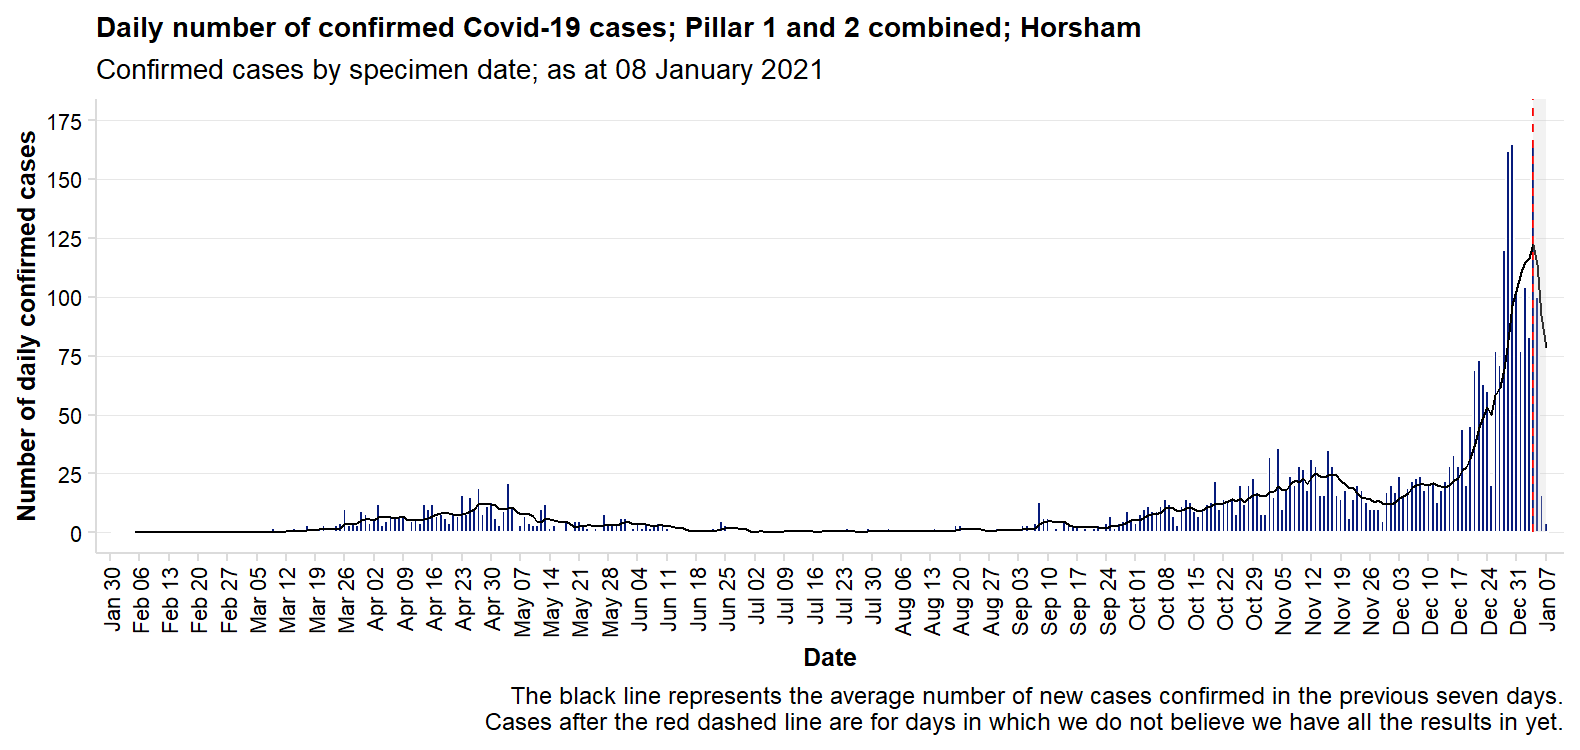 Daily number of confirmed Covid-19 cases; Pillar 1 and 2 combined; Horsham
Confirmed cases by specimen date; as at 08 January 2021
Number of daily confirmed cases
175
150
125
100
75
50
25
0
Jan 30
Feb 06
Feb 13
Feb 20
Feb 27
Mar 05
Mar 12
Mar 19
Mar 26
Apr 02
Apr 09
Apr 16
Apr 23
Apr 30
May 07
May 14
May 21
May 28
Jun 04
Jun 11
Jun 18
Jun 25
Jul 02
Jul 09
Jul 16
Jul 23
Jul 30
Aug 06
Aug 13
Aug 20
Aug 27
Sep 03
Sep 10
Sep 17
Sep 24
Oct 01
Oct 08
Oct 15
Oct 22
Oct 29
Nov 05
Nov 12
Nov 19
Nov 26
Dec 03
Dec 10
Dec 17
Dec 24
Dec 31
Jan 07
Date
The black line represents the average number of new cases confirmed in the previous seven days.
Cases after the red dashed line are for days in which we do not believe we have all the results in yet.